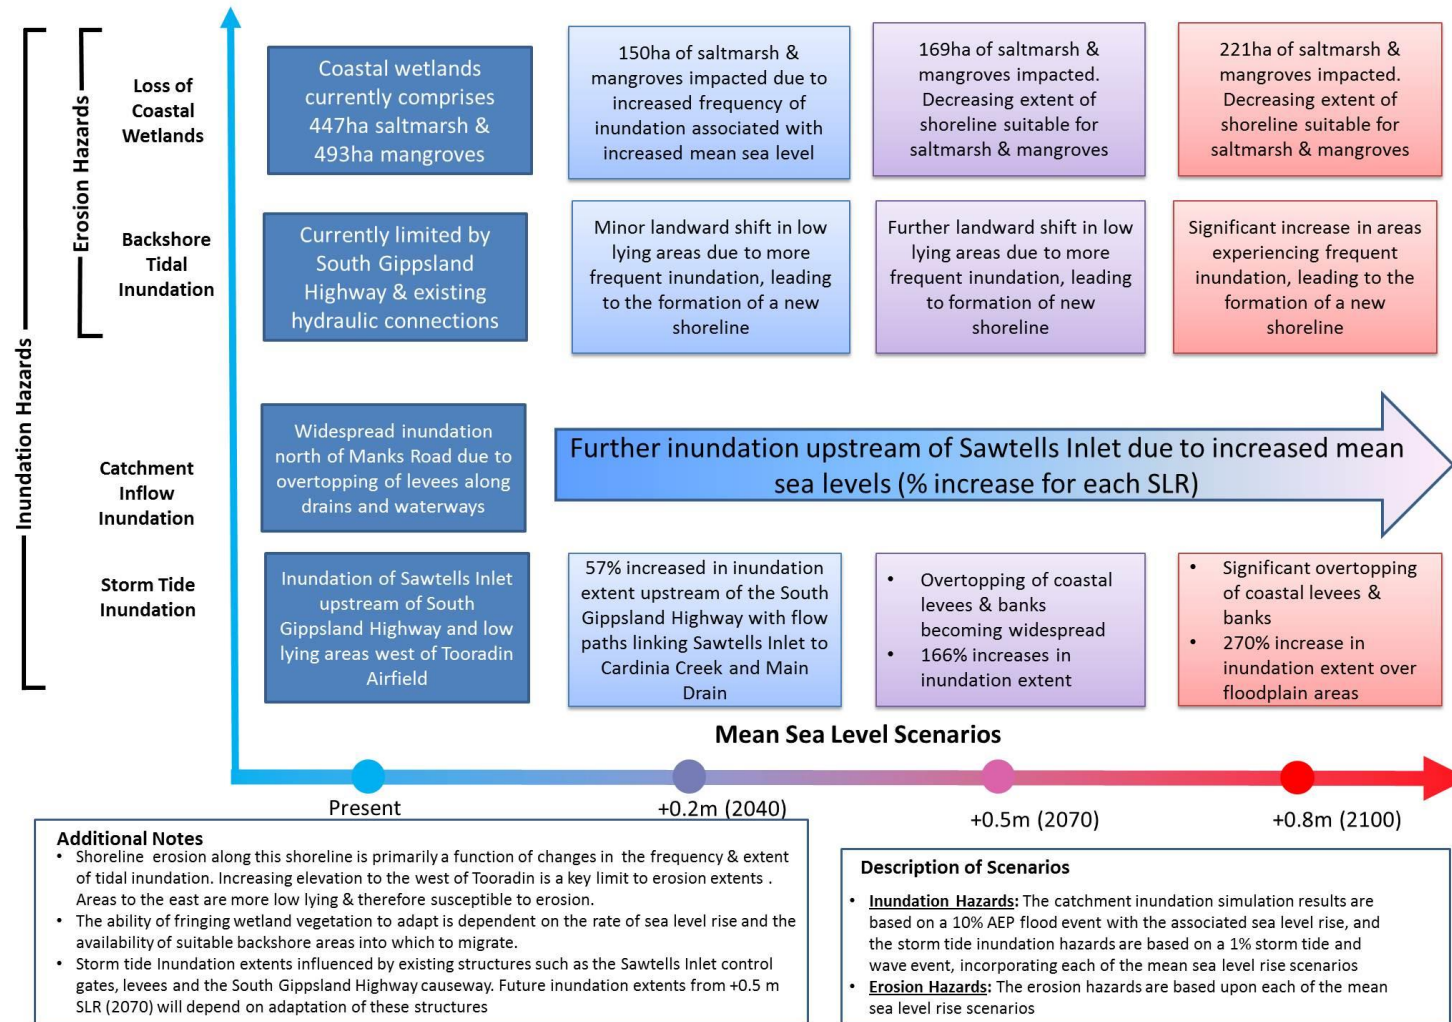 Inundation Hazards
Erosion Hazards
Loss of
Coastal
Wetlands
Coastal wetlands
currently comprises
447ha saltmarsh &
493ha mangroves
150ha of saltmarsh &
mangroves impacted due to
increased frequency of
inundation associated with
increased mean sea level
169ha of saltmarsh &
mangroves impacted.
Decreasing extent of
shoreline suitable for
saltmarsh & mangroves
221ha of saltmarsh &
mangroves impacted.
Decreasing extent of
shoreline suitable for
saltmarsh & mangroves
Backshore
Tidal
Inundation
Currently limited by
South Gippsland
Highway & existing
hydraulic connections
Minor landward shift in low
lying areas due to more
frequent inundation, leading
to the formation of a new
shoreline
Further landward shift in low
lying areas due to more
frequent inundation, leading
to formation of new
shoreline
Significant increase in areas
experiencing frequent
inundation, leading to the
formation of a new
shoreline
Catchment
Inflow
Inundation
Widespread inundation
north of Manks Road due to
overtopping of levees along
drains and waterways
Further inundation upstream of Sawtells Inlet due to increased mean
sea levels (% increase for each SLR)
Storm Tide
Inundation
Inundation of Sawtells Inlet
upstream of South
Gippsland Highway and low
lying areas west of Tooradin
Airfield
57% increased in inundation
extent upstream of the South
Gippsland Highway with flow
paths linking Sawtells Inlet to
Cardinia Creek and Main
Drain
• Overtopping of coastal
levees & banks
becoming widespread
• 166% increases in
inundation extent
• Significant overtopping
of coastal levees &
banks
• 270% increase in
inundation extent over
floodplain areas
Mean Sea Level Scenarios
Present
+0.2m (2040)
+0.5m (2070)
+0.8m (2100)
Additional Notes
• Shoreline erosion along this shoreline is primarily a function of changes in the frequency & extent
of tidal inundation. Increasing elevation to the west of Tooradin is a key limit to erosion extents .
Areas to the east are more low lying & therefore susceptible to erosion.
• The ability of fringing wetland vegetation to adapt is dependent on the rate of sea level rise and the
availability of suitable backshore areas into which to migrate.
• Storm tide Inundation extents influenced by existing structures such as the Sawtells Inlet control
gates, levees and the South Gippsland Highway causeway. Future inundation extents from +0.5 m
SLR (2070) will depend on adaptation of these structures
Description of Scenarios
• Inundation Hazards: The catchment inundation simulation results are
based on a 10% AEP flood event with the associated sea level rise, and
the storm tide inundation hazards are based on a 1% storm tide and
wave event, incorporating each of the mean sea level rise scenarios
• Erosion Hazards: The erosion hazards are based upon each of the mean
sea level rise scenarios